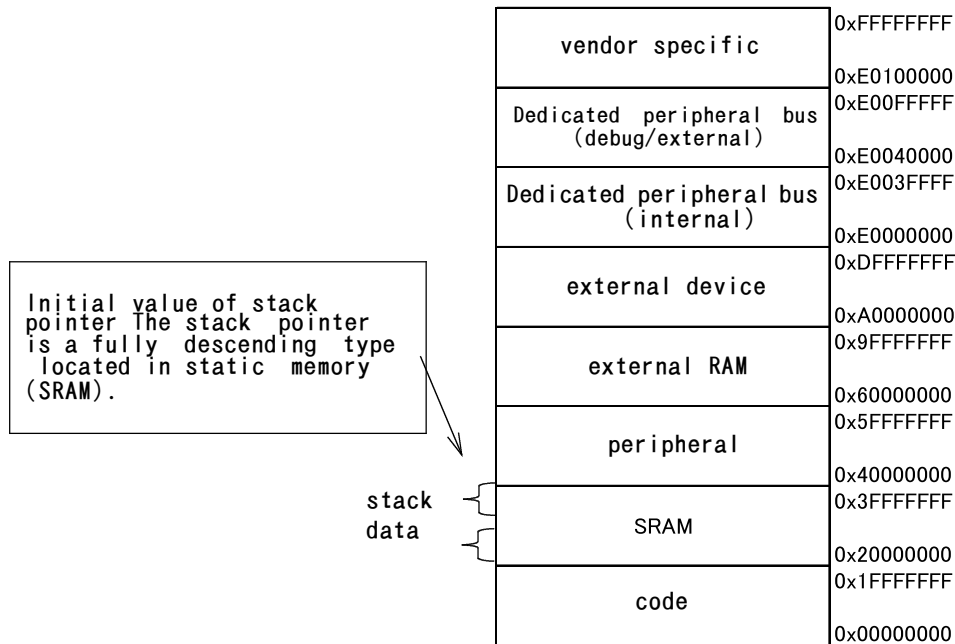 vendor specific
0xFFFFFFFF
0xE0100000
Dedicated peripheral bus
(debug/external)
0xE00FFFFF
0xE0040000
Dedicated peripheral bus
(internal)
0xE003FFFF
0xE0000000
external device
0xDFFFFFFF
0xA0000000
external RAM
0x9FFFFFFF
0x60000000
peripheral
0x5FFFFFFF
0x40000000
SRAM
0x3FFFFFFF
0x20000000
code
0x1FFFFFFF
0x00000000
Initial value of stack
pointer The stack pointer
is a fully descending type
located in static memory
(SRAM).
stack
data